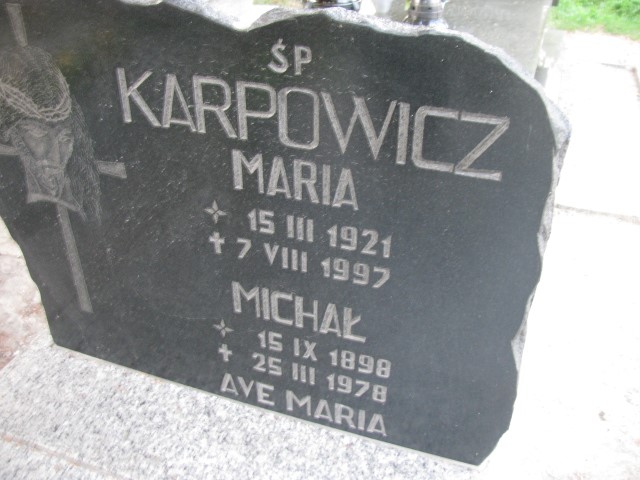 ŚP
KARPOWICZ
MARIA
15 III 1921
✝ 7 VIII 1997
MICHAŁ
15 IX 1898
✝ 25 III 1978
AVE MARIA